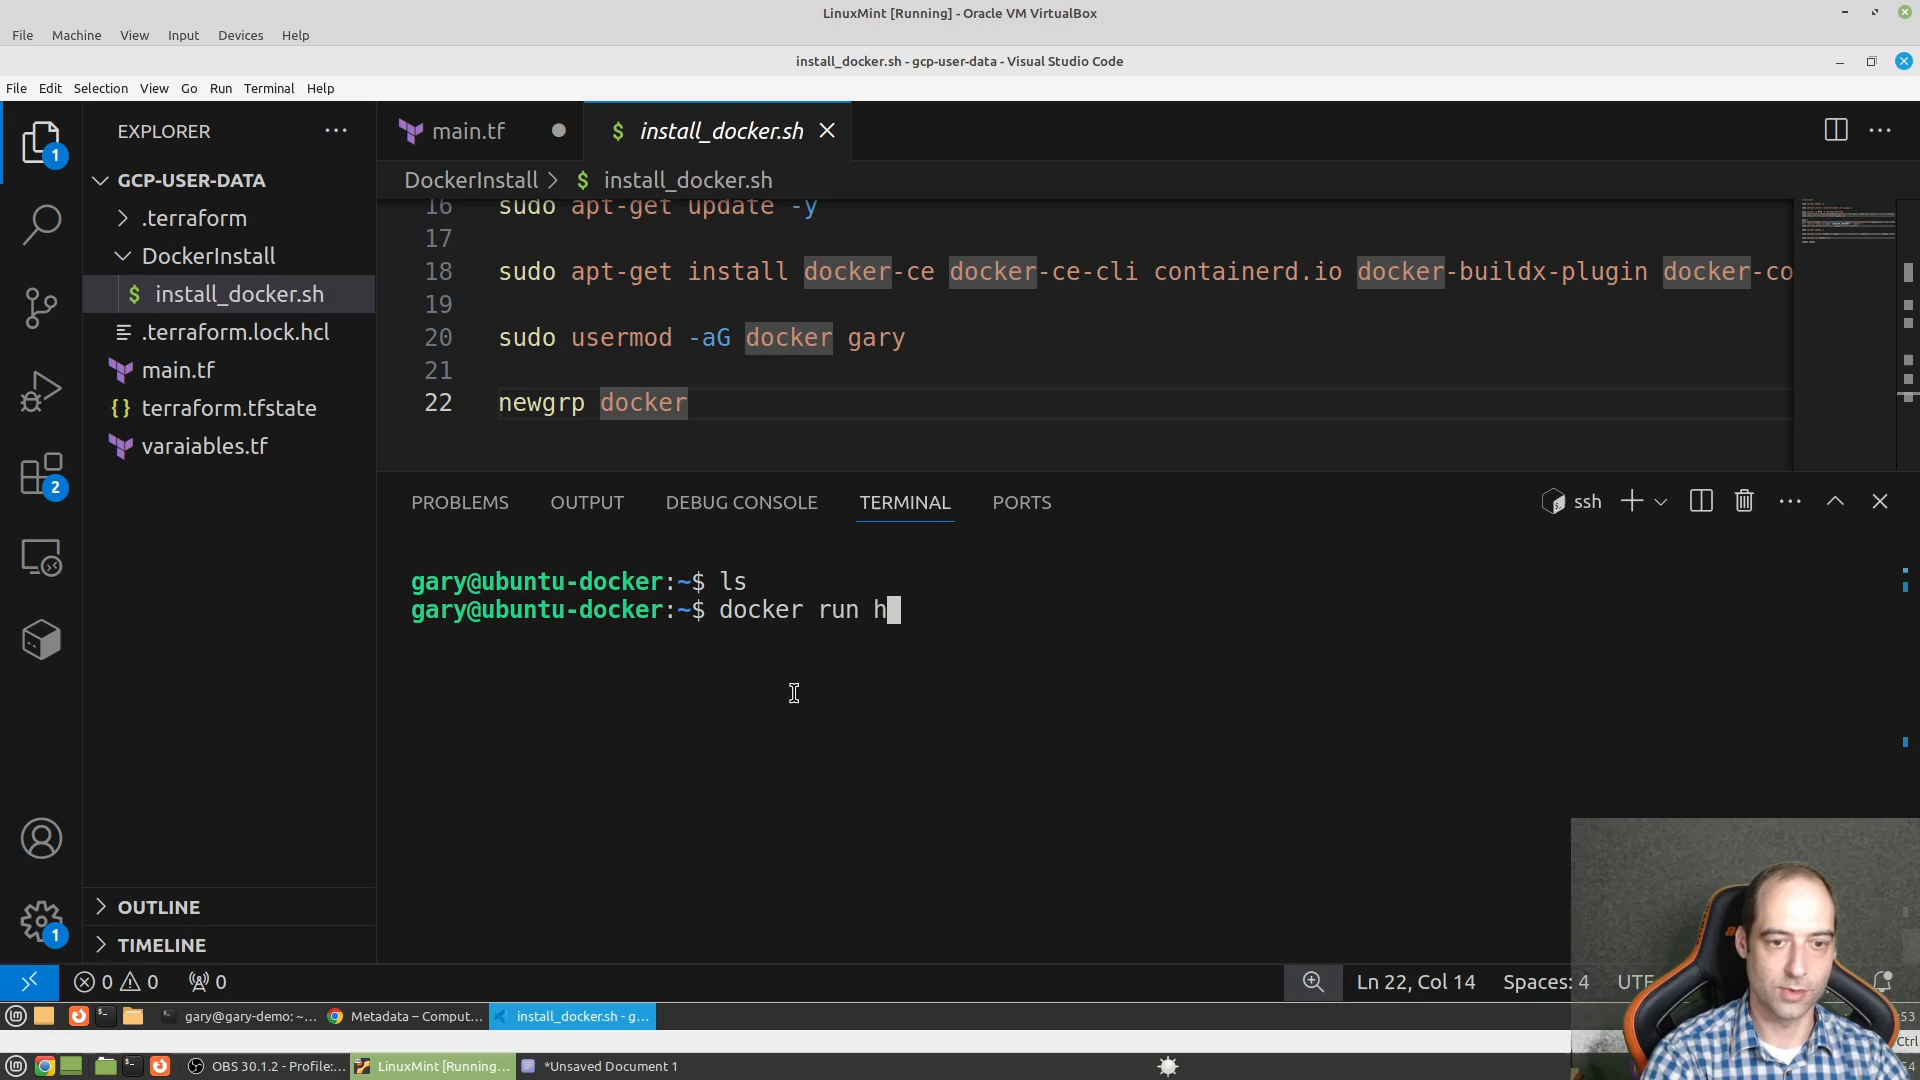 LinuxMint [Running] - Oracle VM VirtualBox
File Machine View Input Devices Help
install_docker.sh - gcp-user-data - Visual Studio Code
File Edit Selection View Go Run Terminal Help
EXPLORER
main.tf
$ install_docker.sh
GCP-USER-DATA
DockerInstall > $ install_docker.sh
.terraform
DockerInstall
$ install_docker.sh
.terraform.lock.hcl
main.tf
{} terraform.tfstate
varaiables.tf
16 sudo apt-get update -y
17
18 sudo apt-get install docker-ce docker-ce-cli containerd.io docker-buildx-plugin docker-co
19
20 sudo usermod -aG docker gary
21
22 newgrp docker
1
2
1
PROBLEMS OUTPUT DEBUG CONSOLE TERMINAL PORTS
ssh
gary@ubuntu-docker:~$ ls
gary@ubuntu-docker:~$ docker run h
OUTLINE
TIMELINE
0 0 0
Ln 22, Col 14 Spaces: 4 UTF
gary@gary-demo: ~... Metadata – Comput... install_docker.sh - g...
:53
Ctrl
OBS 30.1.2 - Profile:... LinuxMint [Running... *Unsaved Document 1